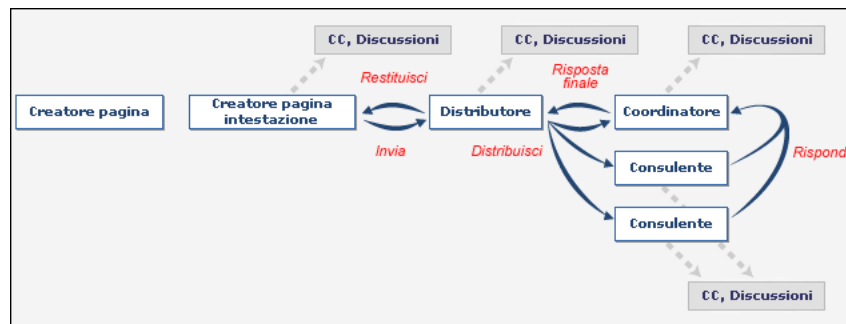 CC, Discussioni
CC, Discussioni
CC, Discussioni
Restituisci
Risposta
finale
Creatore pagina
Creatore pagina
intestazione
Distributore
Coordinatore
Invia
Distribuisci
Rispond
Consulente
Consulente
CC, Discussioni